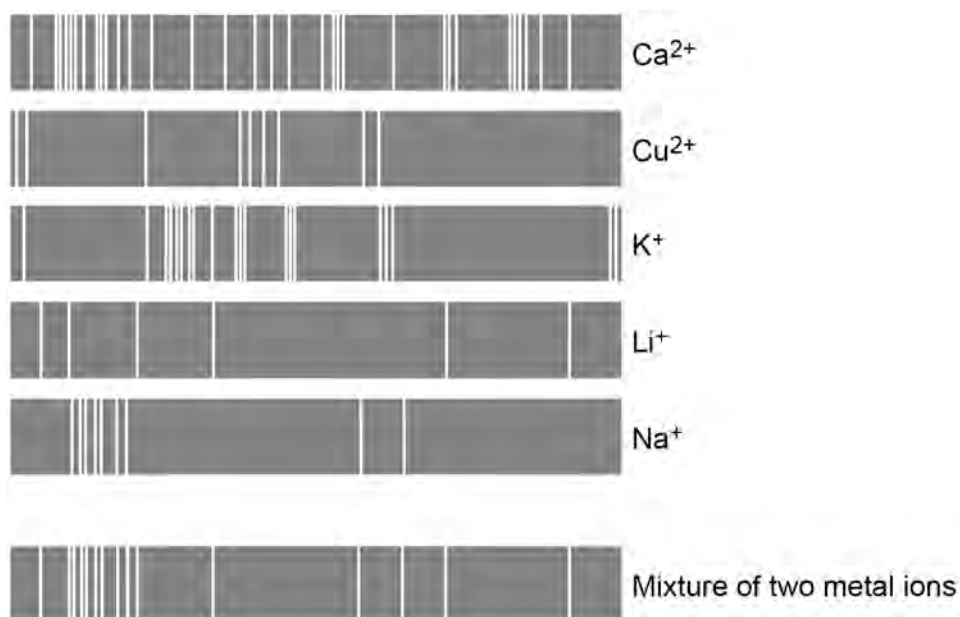 Ca²⁺
Cu²⁺
K⁺
Li⁺
Na⁺
Mixture of two metal ions